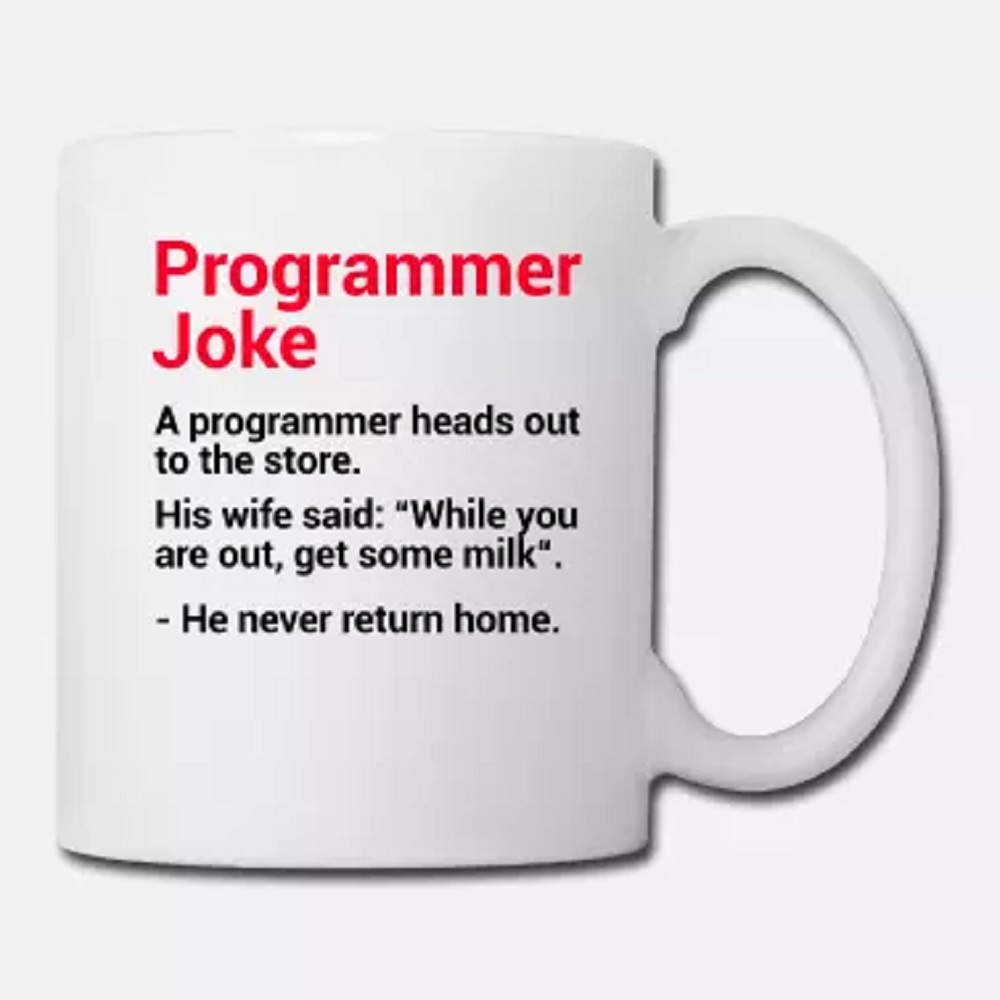 Programmer
Joke
A programmer heads out
to the store.
His wife said: “While you
are out, get some milk“.
- He never return home.